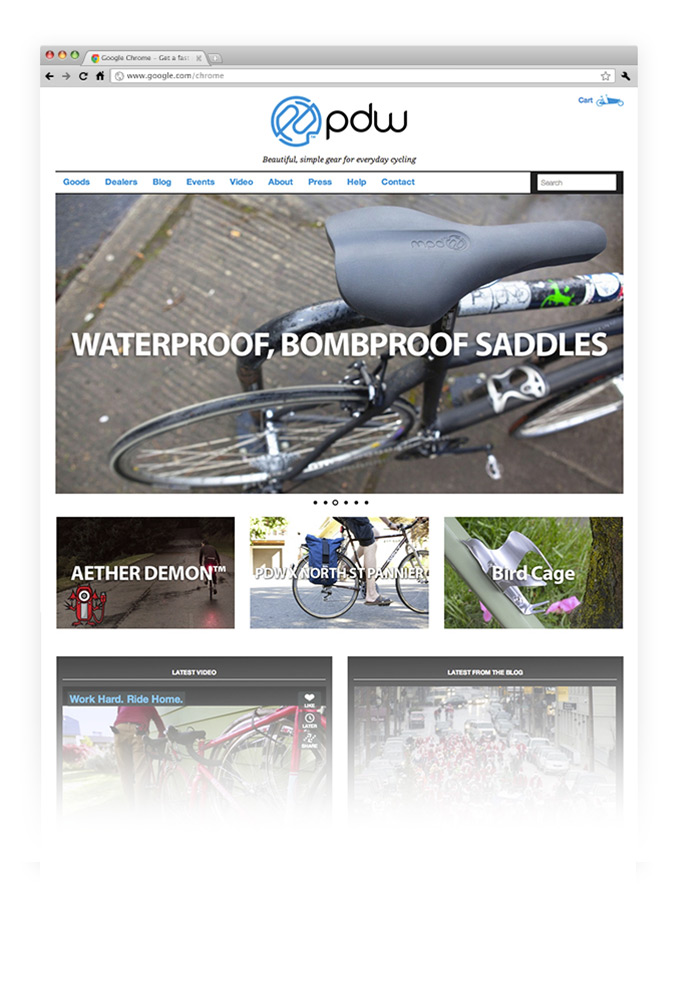 Google Chrome - Get a fast
www.google.com/chrome
Cart
pdw
TM
Beautiful, simple gear for everyday cycling
Goods Dealers Blog Events Video About Press Help Contact
Search
WATERPROOF, BOMBPROOF SADDLES
AETHER DEMON™
PDW X NORTH ST PANNIER
Bird Cage
LATEST VIDEO
LATEST FROM THE BLOG
Work Hard. Ride Home.
LIKE
LATER
SHARE